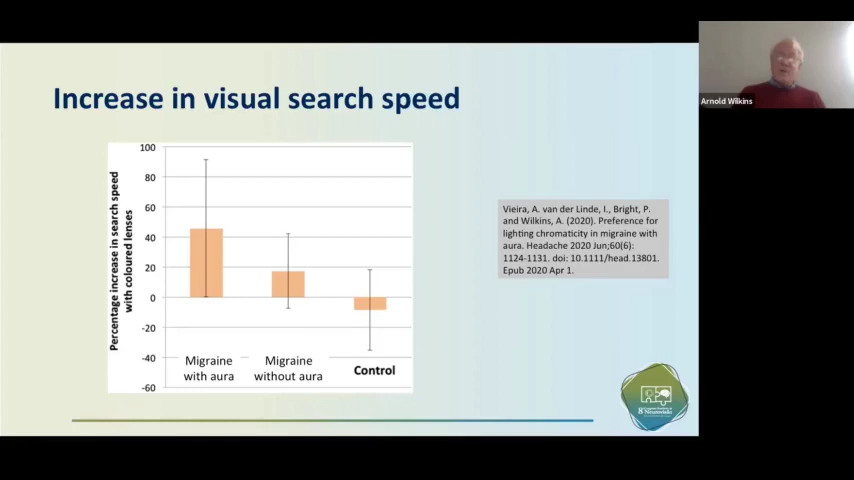 Increase in visual search speed
Percentage increase in search speed
with coloured lenses
100
80
60
40
20
0
-20
-40
-60
Migraine
with aura
Migraine
without aura
Control
Vieira, A. van der Linde, I., Bright, P.
and Wilkins, A. (2020). Preference for
lighting chromaticity in migraine with
aura. Headache 2020 Jun;60(6):
1124-1131. doi: 10.1111/head.13801.
Epub 2020 Apr 1.
Arnold Wilkins